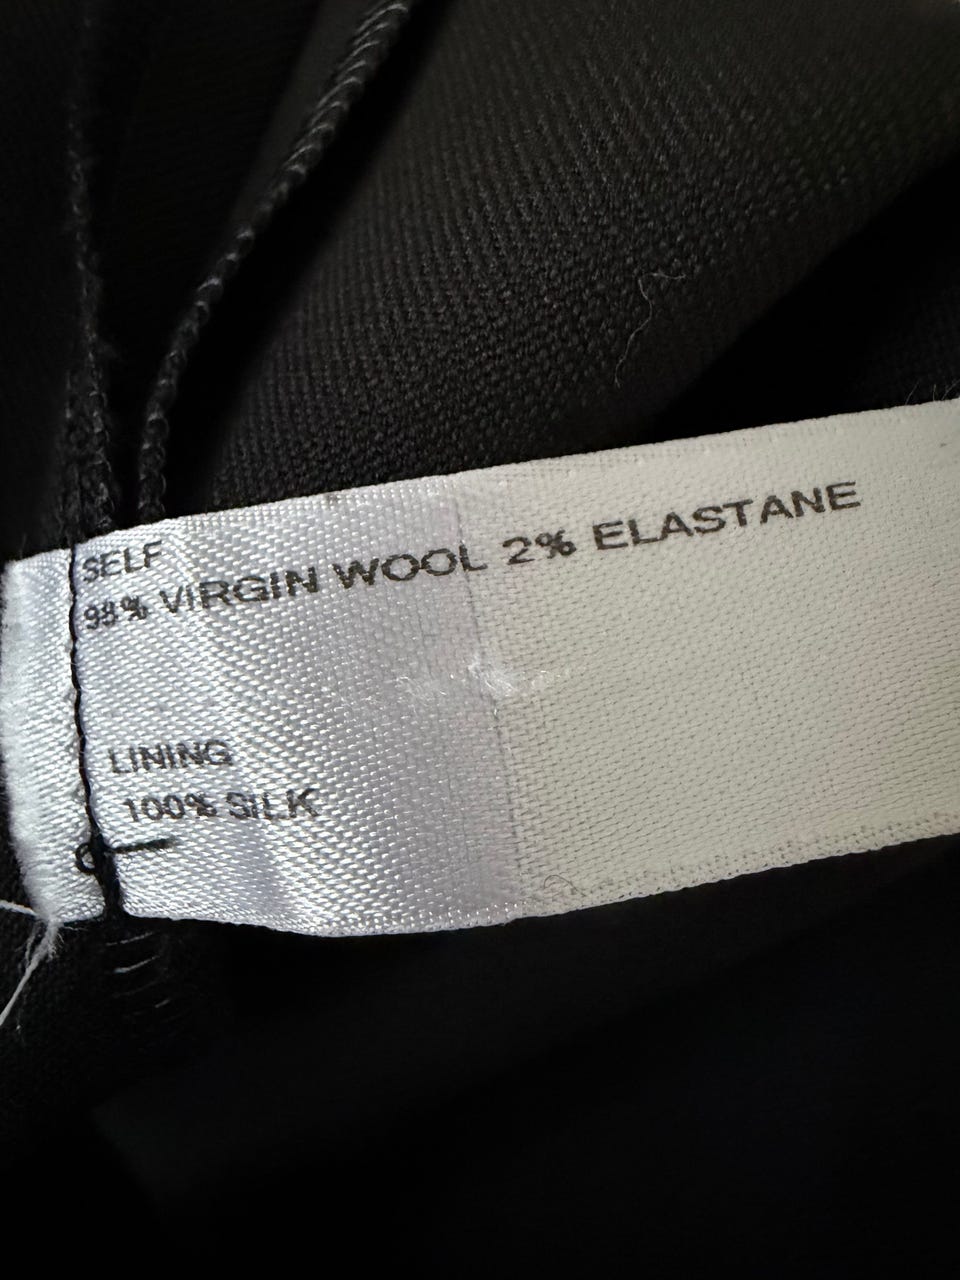 SELF
98% VIRGIN WOOL 2% ELASTANE
LINING
100% SILK